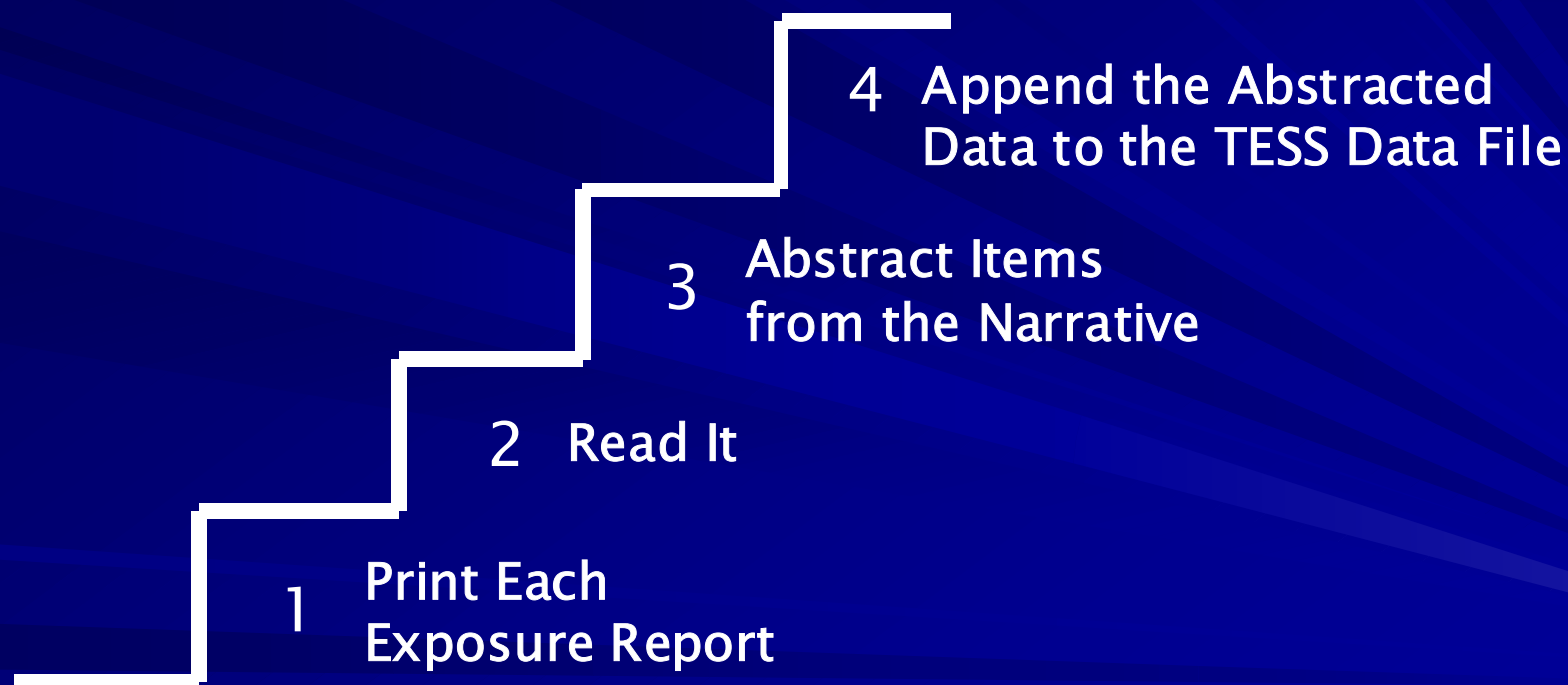 4 Append the Abstracted
Data to the TESS Data File
3 Abstract Items
from the Narrative
2 Read It
1 Print Each
Exposure Report